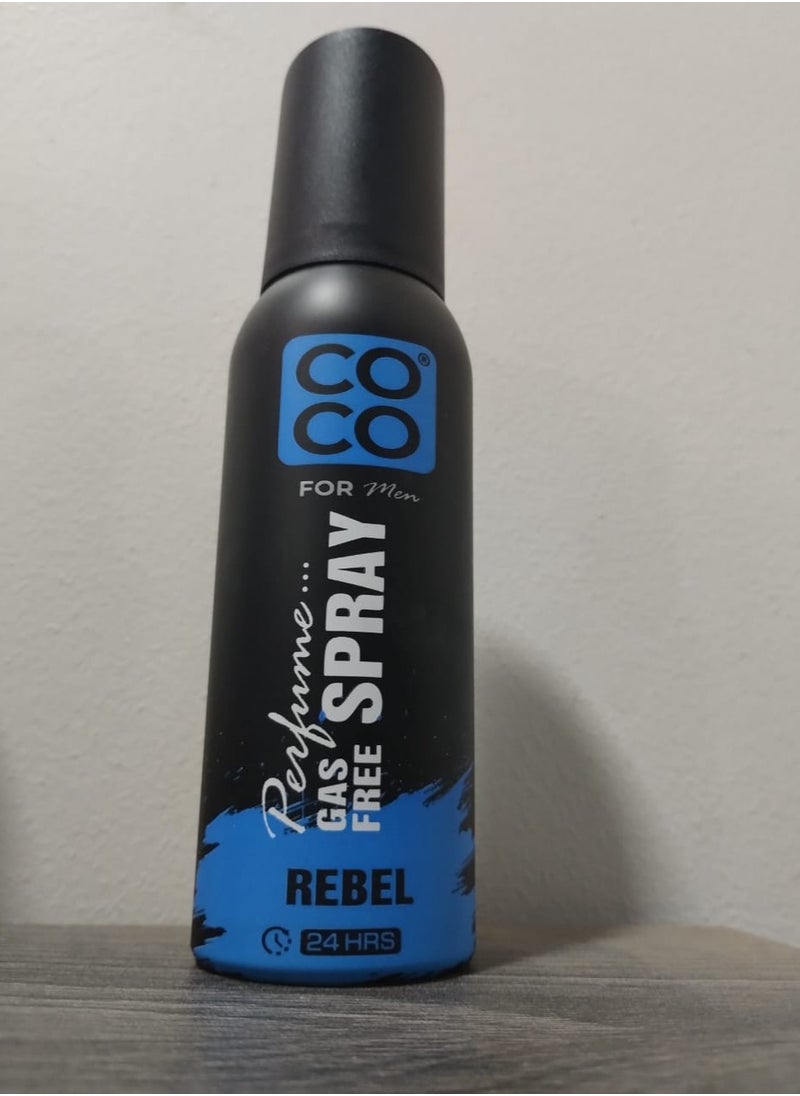 CO®
CO
FOR Men
Perfume...
GAS
FREE
SPRAY
REBEL
24 HRS